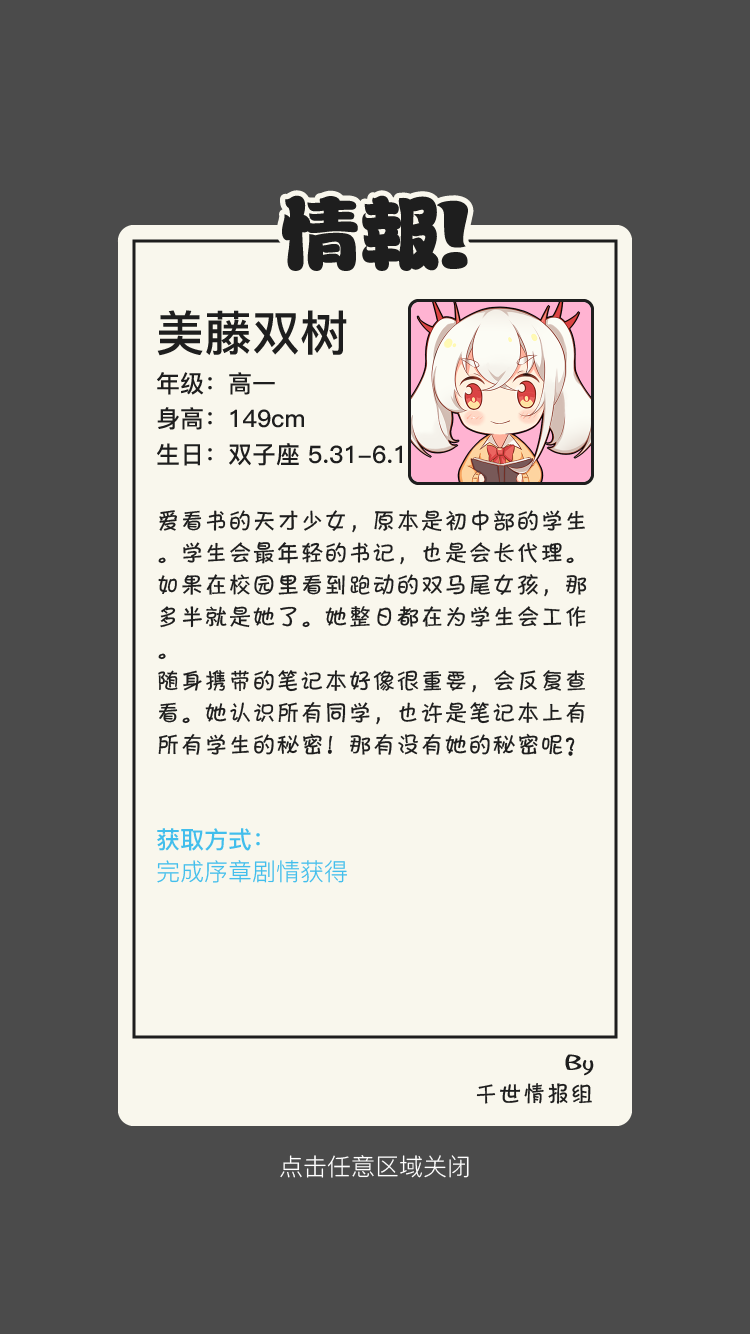 情報!
美藤双树
年级：高一
身高：149cm
生日：双子座 5.31-6.1
爱看书的天才少女，原本是初中部的学生
。学生会最年轻的书记，也是会长代理。
如果在校园里看到跑动的双马尾女孩，那
多半就是她了。她整日都在为学生会工作
。
随身携带的笔记本好像很重要，会反复查
看。她认识所有同学，也许是笔记本上有
所有学生的秘密！那有没有她的秘密呢？
获取方式：
完成序章剧情获得
By
千世情报组
点击任意区域关闭